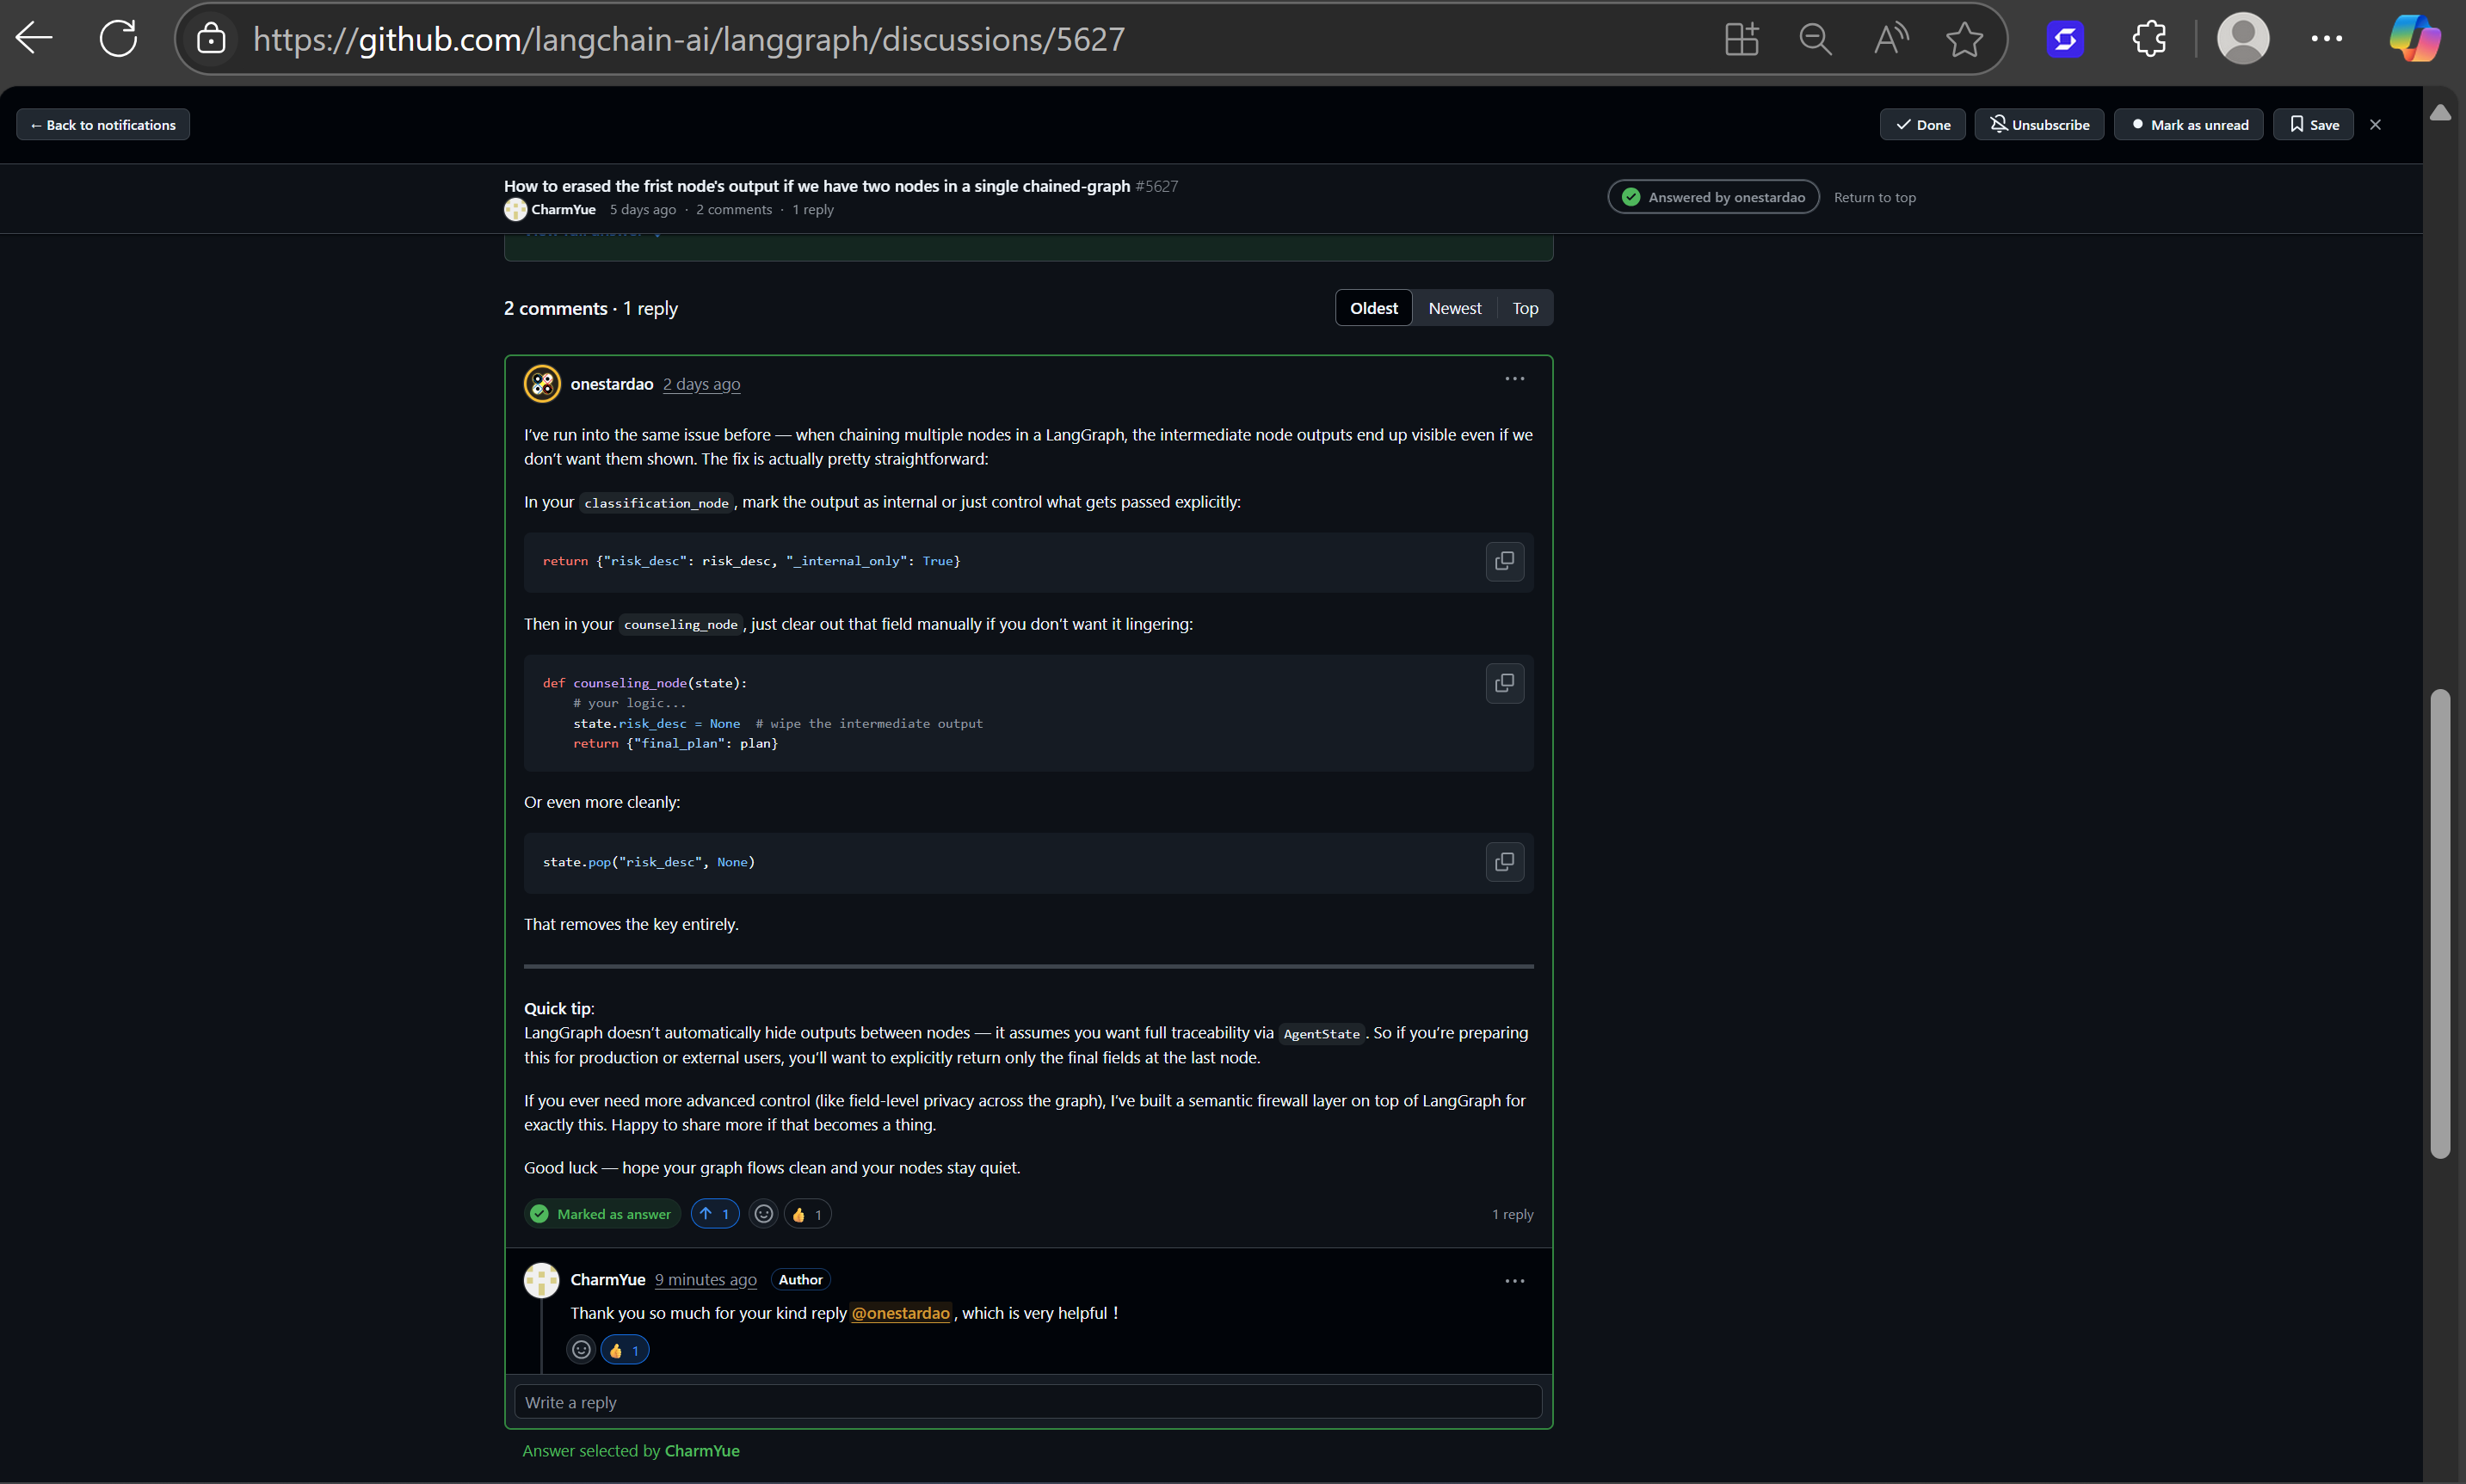 https://github.com/langchain-ai/langgraph/discussions/5627
← Back to notifications
Done
Unsubscribe
Mark as unread
Save
How to erased the frist node's output if we have two nodes in a single chained-graph #5627
CharmYue 5 days ago · 2 comments · 1 reply
Answered by onestardao
Return to top
2 comments · 1 reply
Oldest
Newest
Top
onestardao 2 days ago
I've run into the same issue before — when chaining multiple nodes in a LangGraph, the intermediate node outputs end up visible even if we
don't want them shown. The fix is actually pretty straightforward:
In your classification_node, mark the output as internal or just control what gets passed explicitly:
return {"risk_desc": risk_desc, "_internal_only": True}
Then in your counseling_node, just clear out that field manually if you don't want it lingering:
def counseling_node(state):
# your logic...
state.risk_desc = None  # wipe the intermediate output
return {"final_plan": plan}
Or even more cleanly:
state.pop("risk_desc", None)
That removes the key entirely.
Quick tip:
LangGraph doesn't automatically hide outputs between nodes — it assumes you want full traceability via AgentState. So if you're preparing
this for production or external users, you'll want to explicitly return only the final fields at the last node.
If you ever need more advanced control (like field-level privacy across the graph), I've built a semantic firewall layer on top of LangGraph for
exactly this. Happy to share more if that becomes a thing.
Good luck — hope your graph flows clean and your nodes stay quiet.
Marked as answer
1
1
1 reply
CharmYue 9 minutes ago Author
Thank you so much for your kind reply @onestardao , which is very helpful！
1
Write a reply
Answer selected by CharmYue